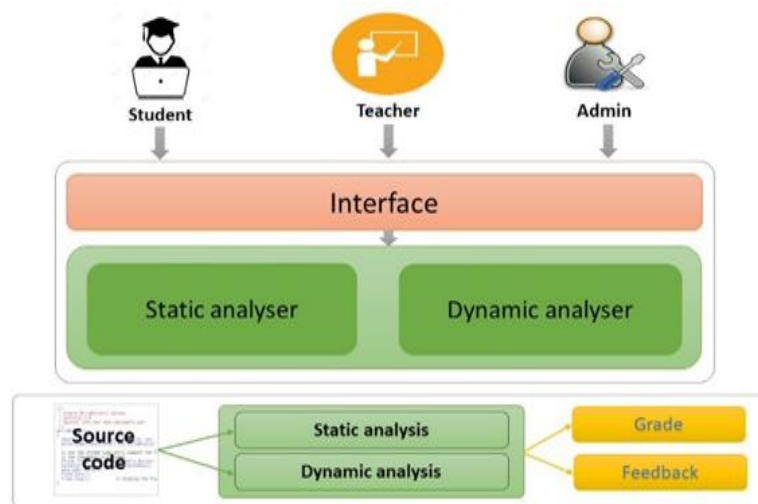 Student
Teacher
Admin
Interface
Static analyser
Dynamic analyser
Source
code
Static analysis
Dynamic analysis
Grade
Feedback